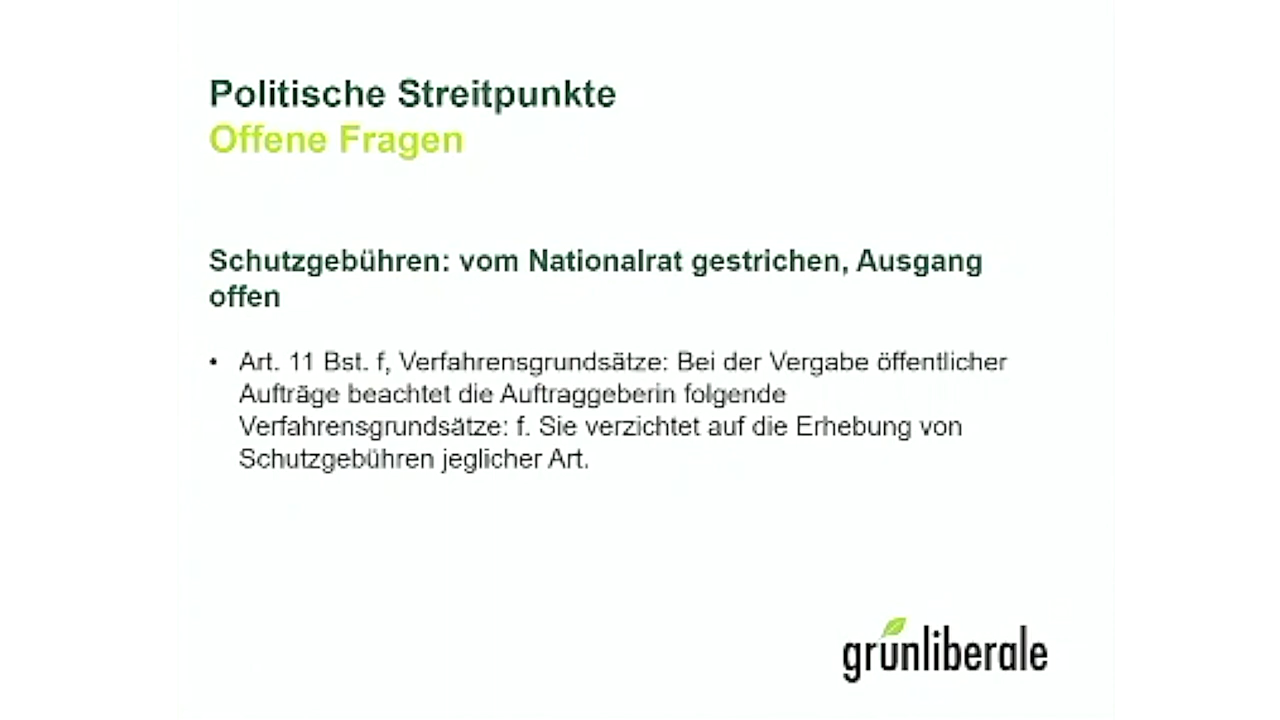 Politische Streitpunkte
Offene Fragen
Schutzgebühren: vom Nationalrat gestrichen, Ausgang
offen
• Art. 11 Bst. f, Verfahrensgrundsätze: Bei der Vergabe öffentlicher
Aufträge beachtet die Auftraggeberin folgende
Verfahrensgrundsätze: f. Sie verzichtet auf die Erhebung von
Schutzgebühren jeglicher Art.
grünliberale